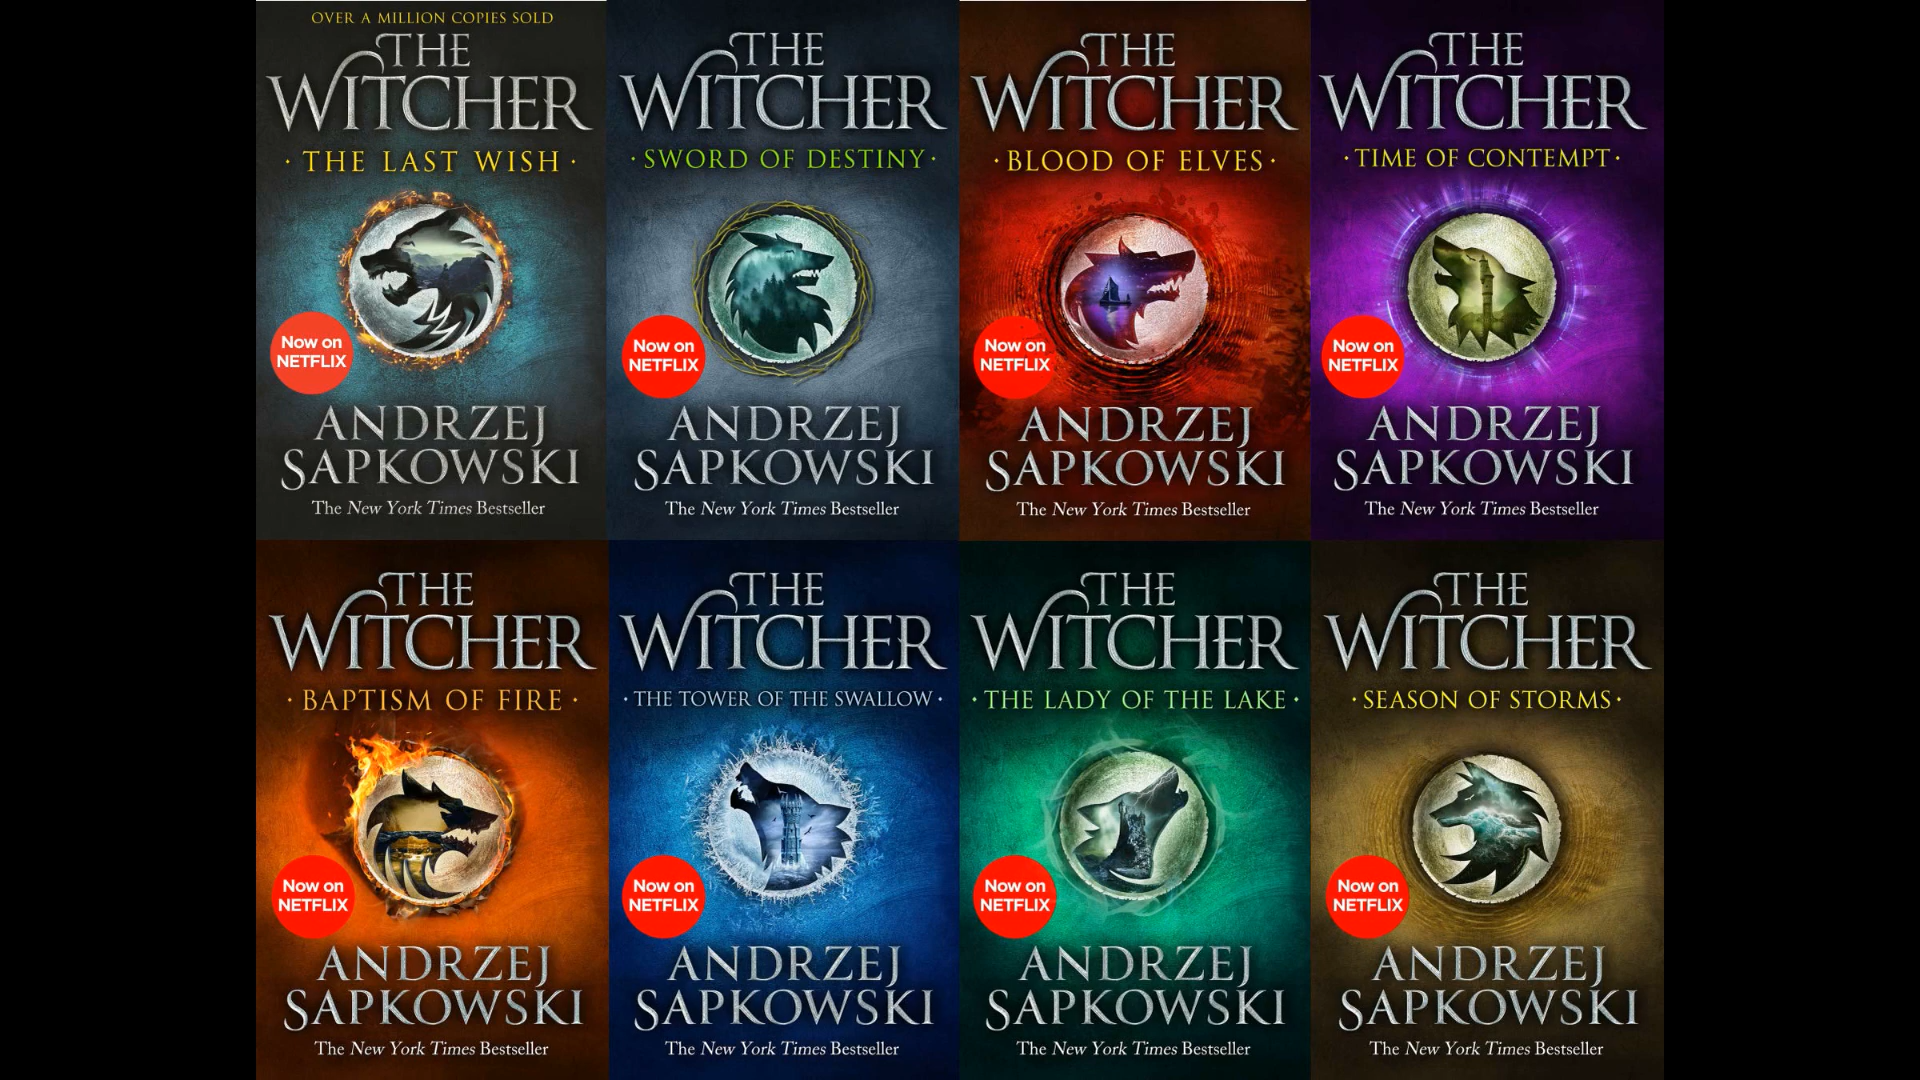 OVER A MILLION COPIES SOLD
THE
WITCHER
· THE LAST WISH ·
Now on
NETFLIX
ANDRZEJ
SAPKOWSKI
The New York Times Bestseller
THE
WITCHER
· SWORD OF DESTINY ·
Now on
NETFLIX
ANDRZEJ
SAPKOWSKI
The New York Times Bestseller
THE
WITCHER
· BLOOD OF ELVES ·
Now on
NETFLIX
ANDRZEJ
SAPKOWSKI
The New York Times Bestseller
THE
WITCHER
· TIME OF CONTEMPT ·
Now on
NETFLIX
ANDRZEJ
SAPKOWSKI
The New York Times Bestseller
THE
WITCHER
· BAPTISM OF FIRE ·
Now on
NETFLIX
ANDRZEJ
SAPKOWSKI
The New York Times Bestseller
THE
WITCHER
· THE TOWER OF THE SWALLOW ·
Now on
NETFLIX
ANDRZEJ
SAPKOWSKI
The New York Times Bestseller
THE
WITCHER
· THE LADY OF THE LAKE ·
Now on
NETFLIX
ANDRZEJ
SAPKOWSKI
The New York Times Bestseller
THE
WITCHER
· SEASON OF STORMS ·
Now on
NETFLIX
ANDRZEJ
SAPKOWSKI
The New York Times Bestseller